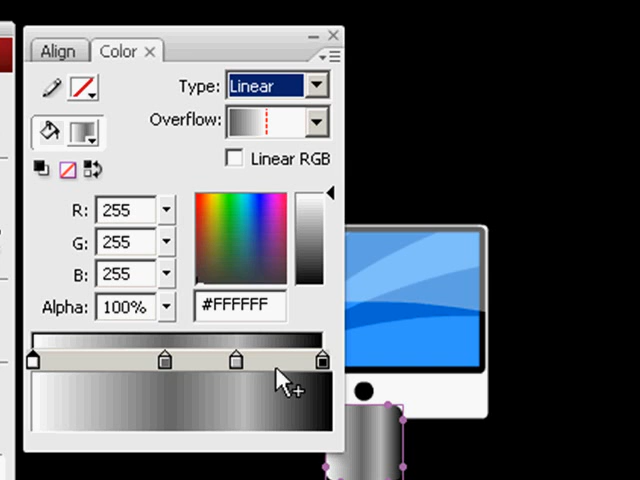 Align
Color
Type: Linear
Overflow:
Linear RGB
R: 255
G: 255
B: 255
Alpha: 100%
#FFFFFF